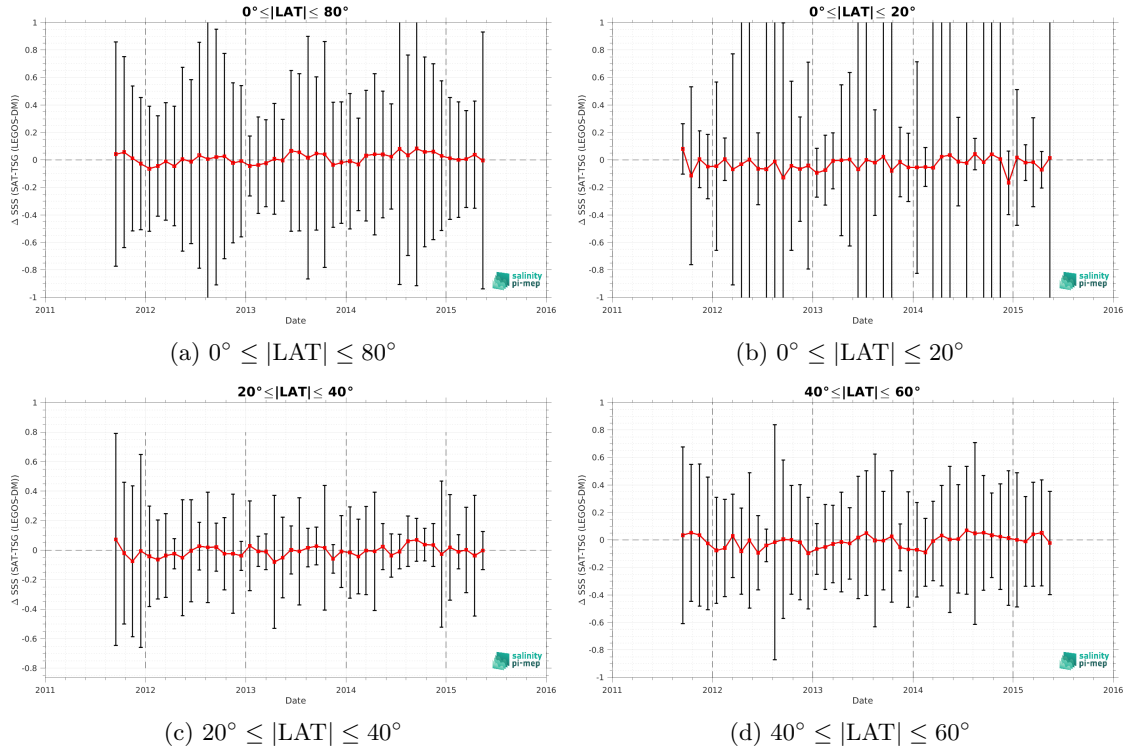 0°≤|LAT|≤ 80°
Δ SSS (SAT-TSG (LEGOS-DM))
1
0.8
0.6
0.4
0.2
0
-0.2
-0.4
-0.6
-0.8
-1
2011 2012 2013 2014 2015 2016
Date
salinity
pi-mep
(a) 0° ≤ |LAT| ≤ 80°
0°≤|LAT|≤ 20°
Δ SSS (SAT-TSG (LEGOS-DM))
1
0.8
0.6
0.4
0.2
0
-0.2
-0.4
-0.6
-0.8
-1
2011 2012 2013 2014 2015 2016
Date
salinity
pi-mep
(b) 0° ≤ |LAT| ≤ 20°
20°≤|LAT|≤ 40°
Δ SSS (SAT-TSG (LEGOS-DM))
1
0.8
0.6
0.4
0.2
0
-0.2
-0.4
-0.6
-0.8
2011 2012 2013 2014 2015 2016
Date
salinity
pi-mep
(c) 20° ≤ |LAT| ≤ 40°
40°≤|LAT|≤ 60°
Δ SSS (SAT-TSG (LEGOS-DM))
1
0.8
0.6
0.4
0.2
0
-0.2
-0.4
-0.6
-0.8
-1
2011 2012 2013 2014 2015 2016
Date
salinity
pi-mep
(d) 40° ≤ |LAT| ≤ 60°